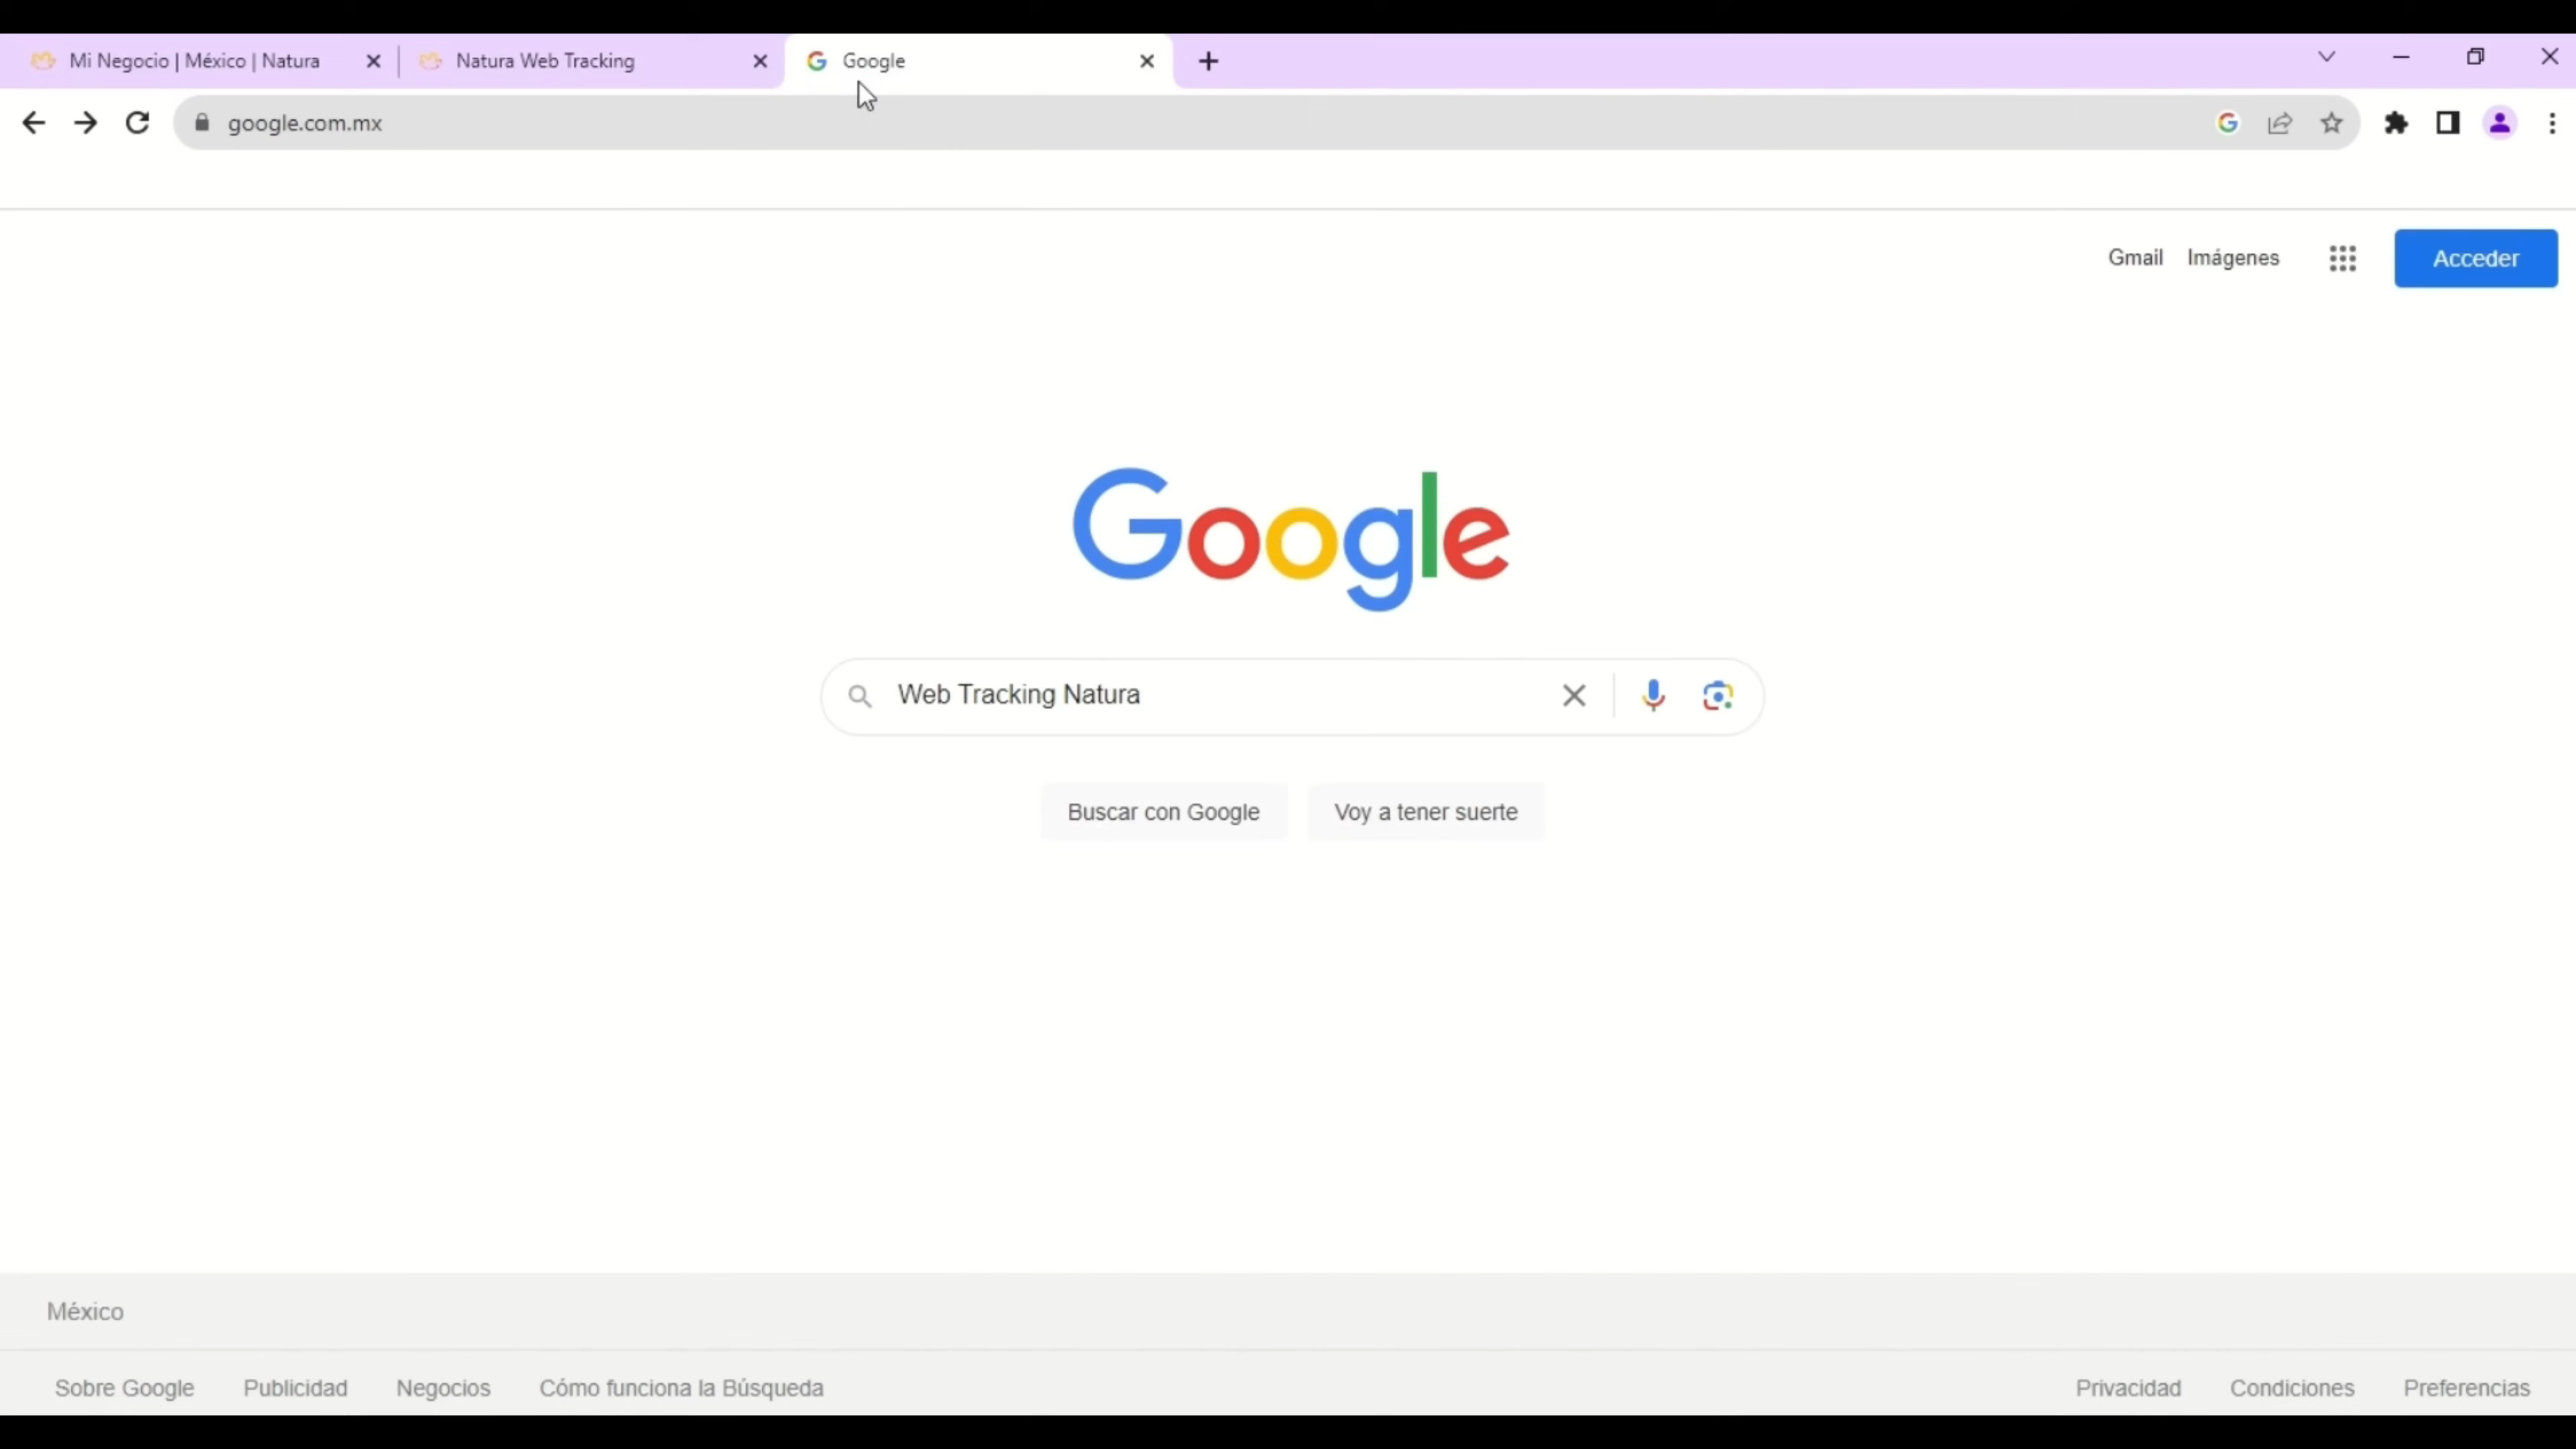 Mi Negocio | México | Natura
Natura Web Tracking
Google
google.com.mx
Gmail
Imágenes
Acceder
Google
Web Tracking Natura
Buscar con Google
Voy a tener suerte
México
Sobre Google
Publicidad
Negocios
Cómo funciona la Búsqueda
Privacidad
Condiciones
Preferencias